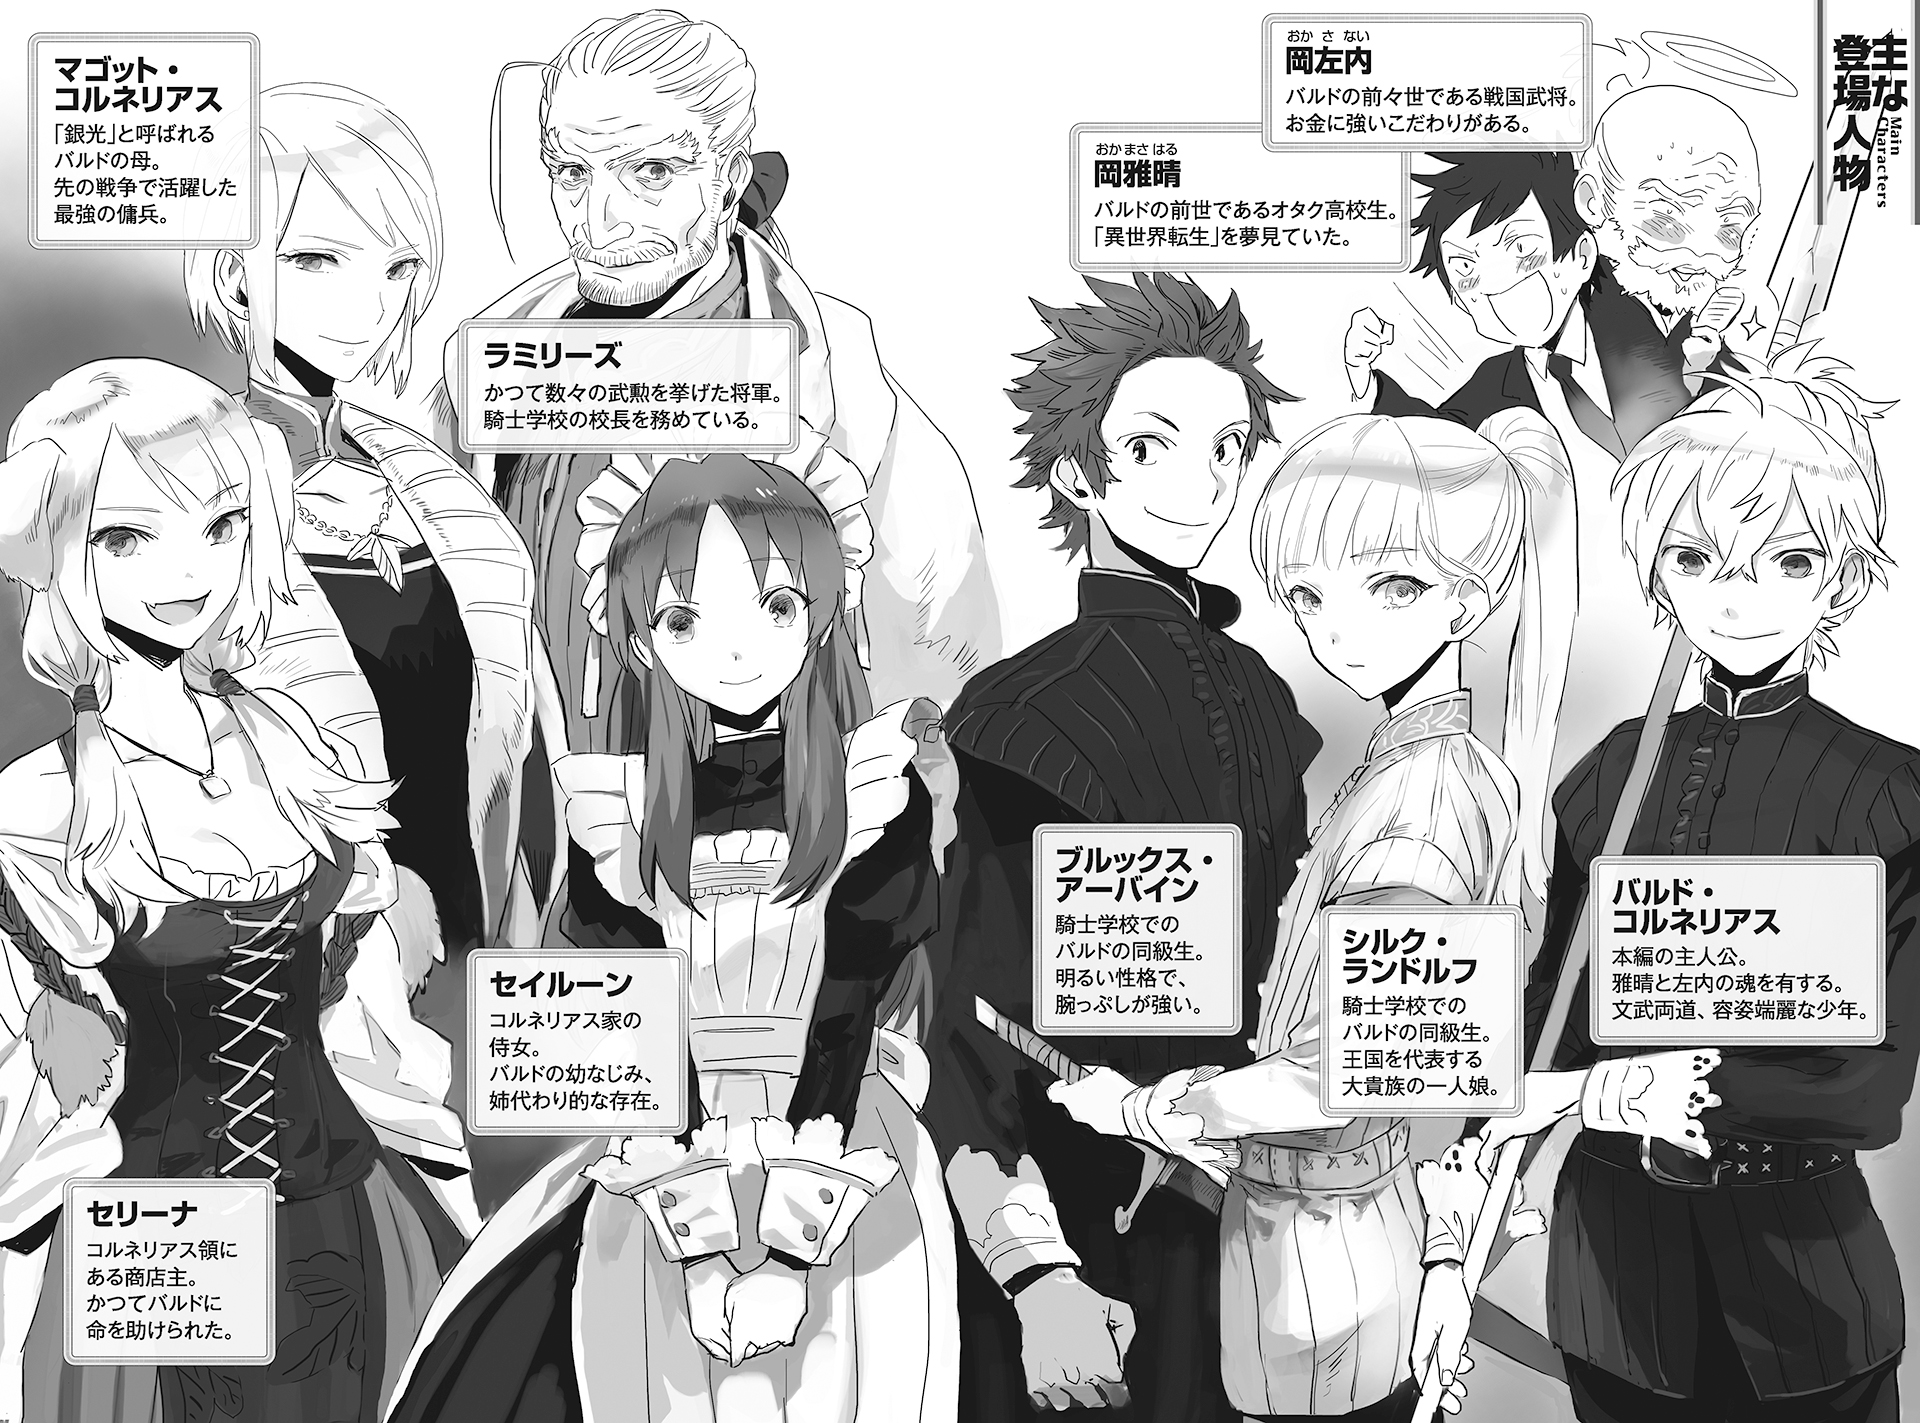 主な
登場人物
Main
Characters
おか さ ない
岡左内
バルドの前々世である戦国武将。
お金に強いこだわりがある。
おか まさ はる
岡雅晴
バルドの前世であるオタク高校生。
「異世界転生」を夢見ていた。
バルド・
コルネリアス
本編の主人公。
雅晴と左内の魂を有する。
文武両道、容姿端麗な少年。
シルク・
ランドルフ
騎士学校での
バルドの同級生。
王国を代表する
大貴族の一人娘。
ブルックス・
アーバイン
騎士学校での
バルドの同級生。
明るい性格で、
腕っぷしが強い。
ラミリーズ
かつて数々の武勲を挙げた将軍。
騎士学校の校長を務めている。
セイルーン
コルネリアス家の
侍女。
バルドの幼なじみ、
姉代わり的な存在。
マゴット・
コルネリアス
「銀光」と呼ばれる
バルドの母。
先の戦争で活躍した
最強の傭兵。
セリーナ
コルネリアス領に
ある商店主。
かつてバルドに
命を助けられた。